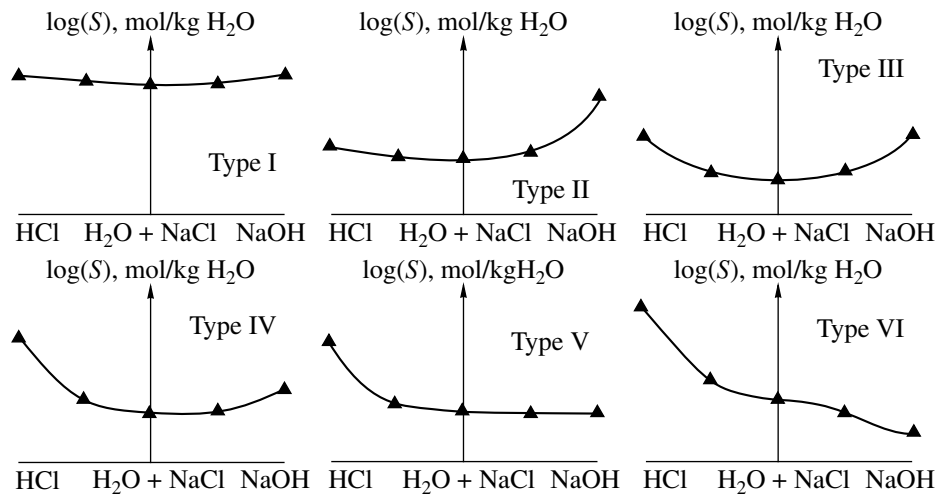 log(S), mol/kg H₂O
log(S), mol/kg H₂O
log(S), mol/kg H₂O
Type I
Type II
Type III
HCl H₂O + NaCl NaOH
HCl H₂O + NaCl NaOH
HCl H₂O + NaCl NaOH
log(S), mol/kg H₂O
log(S), mol/kgH₂O
log(S), mol/kg H₂O
Type IV
Type V
Type VI
HCl H₂O + NaCl NaOH
HCl H₂O + NaCl NaOH
HCl H₂O + NaCl NaOH